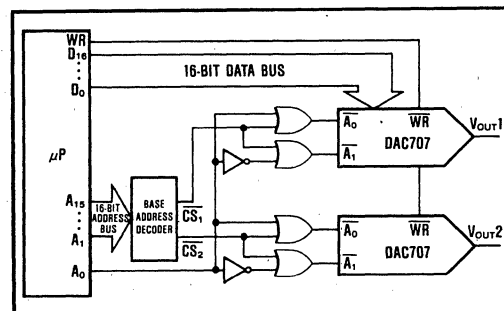 WR
D16
D0
16-BIT DATA BUS
μP
A15
A1
A0
16-BIT
ADDRESS
BUS
BASE
ADDRESS
DECODER
CS1
CS2
A0
A1
WR
DAC707
VOUT1
A0
A1
WR
DAC707
VOUT2